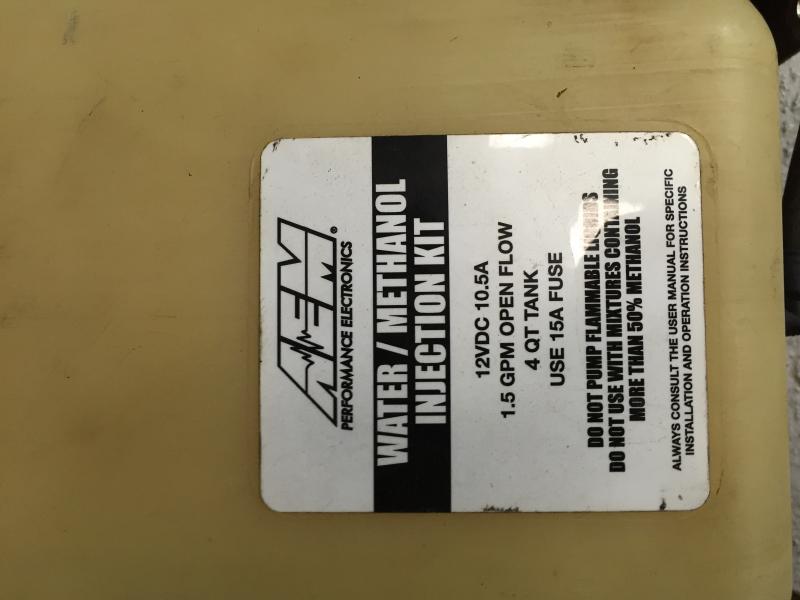 AEM®
PERFORMANCE ELECTRONICS
WATER / METHANOL
INJECTION KIT
12VDC 10.5A
1.5 GPM OPEN FLOW
4 QT TANK
USE 15A FUSE
DO NOT PUMP FLAMMABLE LIQUIDS
DO NOT USE WITH MIXTURES CONTAINING
MORE THAN 50% METHANOL
ALWAYS CONSULT THE USER MANUAL FOR SPECIFIC
INSTALLATION AND OPERATION INSTRUCTIONS